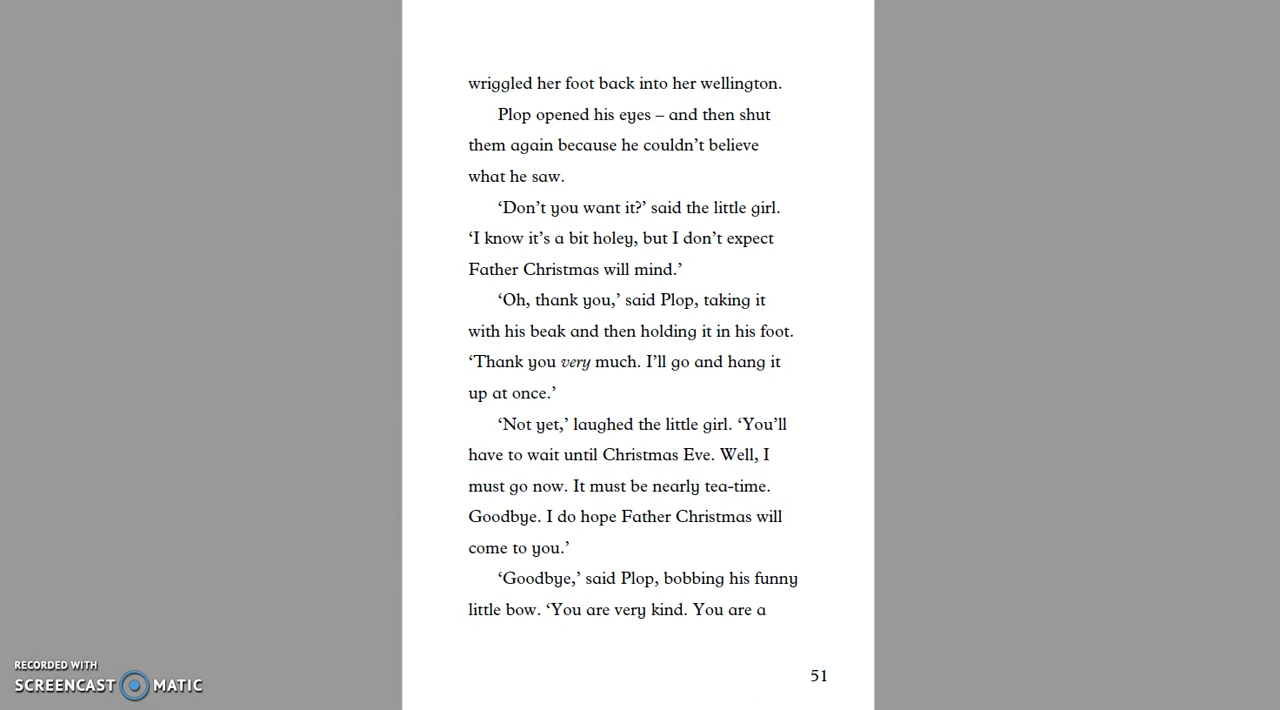 wriggled her foot back into her wellington.
Plop opened his eyes – and then shut
them again because he couldn’t believe
what he saw.
‘Don’t you want it?’ said the little girl.
‘I know it’s a bit holey, but I don’t expect
Father Christmas will mind.’
‘Oh, thank you,’ said Plop, taking it
with his beak and then holding it in his foot.
‘Thank you very much. I’ll go and hang it
up at once.’
‘Not yet,’ laughed the little girl. ‘You’ll
have to wait until Christmas Eve. Well, I
must go now. It must be nearly tea-time.
Goodbye. I do hope Father Christmas will
come to you.’
‘Goodbye,’ said Plop, bobbing his funny
little bow. ‘You are very kind. You are a
51
RECORDED WITH
SCREENCAST MATIC